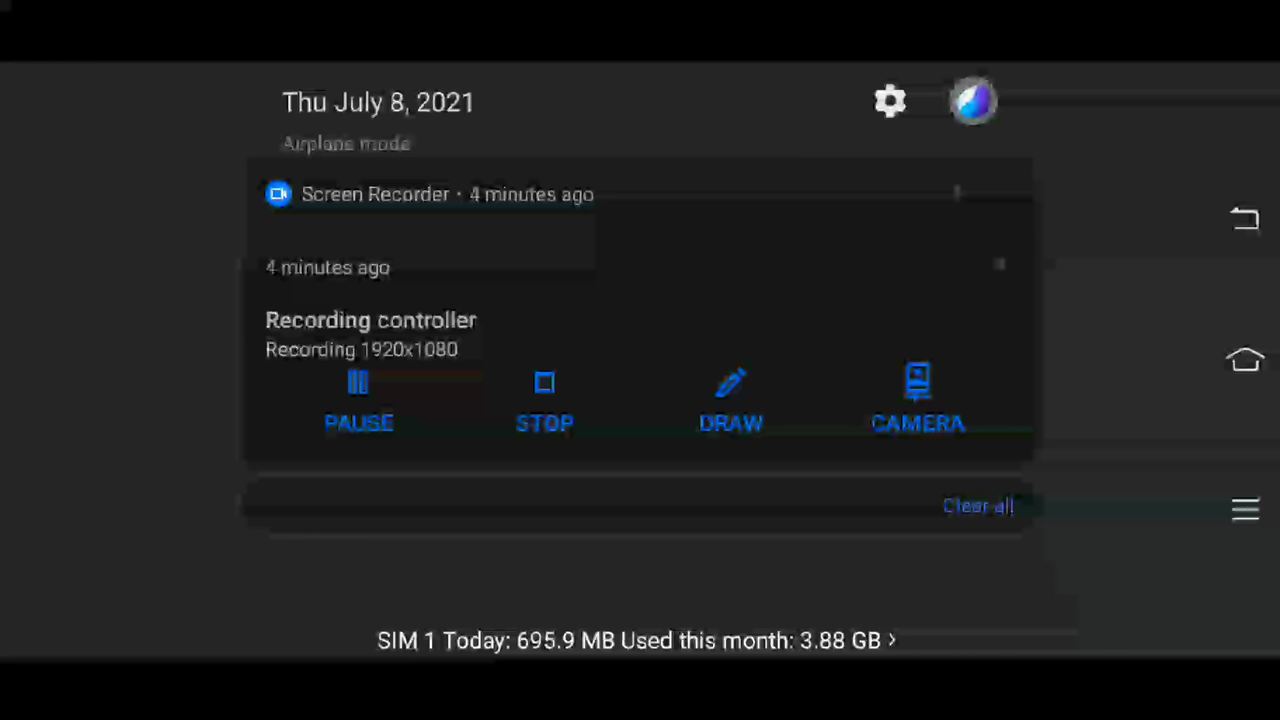 Thu July 8, 2021
Airplane mode
Screen Recorder · 4 minutes ago
4 minutes ago
Recording controller
Recording 1920x1080
PAUSE STOP DRAW CAMERA
Clear all
SIM 1 Today: 695.9 MB Used this month: 3.88 GB >